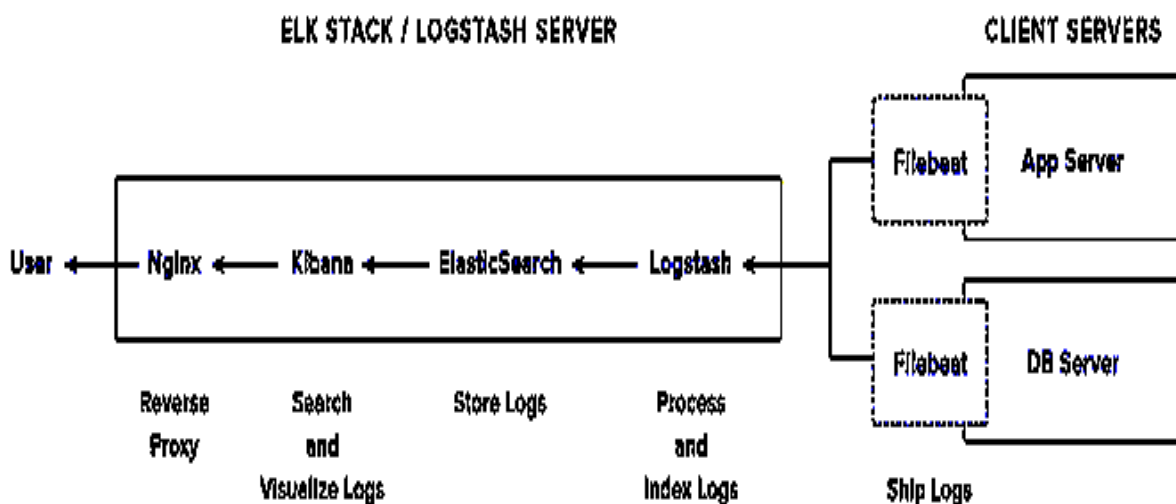 ELK STACK / LOGSTASH SERVER
CLIENT SERVERS
Filebeat
App Server
User
Nginx
Kibana
ElasticSearch
Logstash
Filebeat
DB Server
Reverse
Proxy
Search
and
Visualize Logs
Store Logs
Process
and
Index Logs
Ship Logs